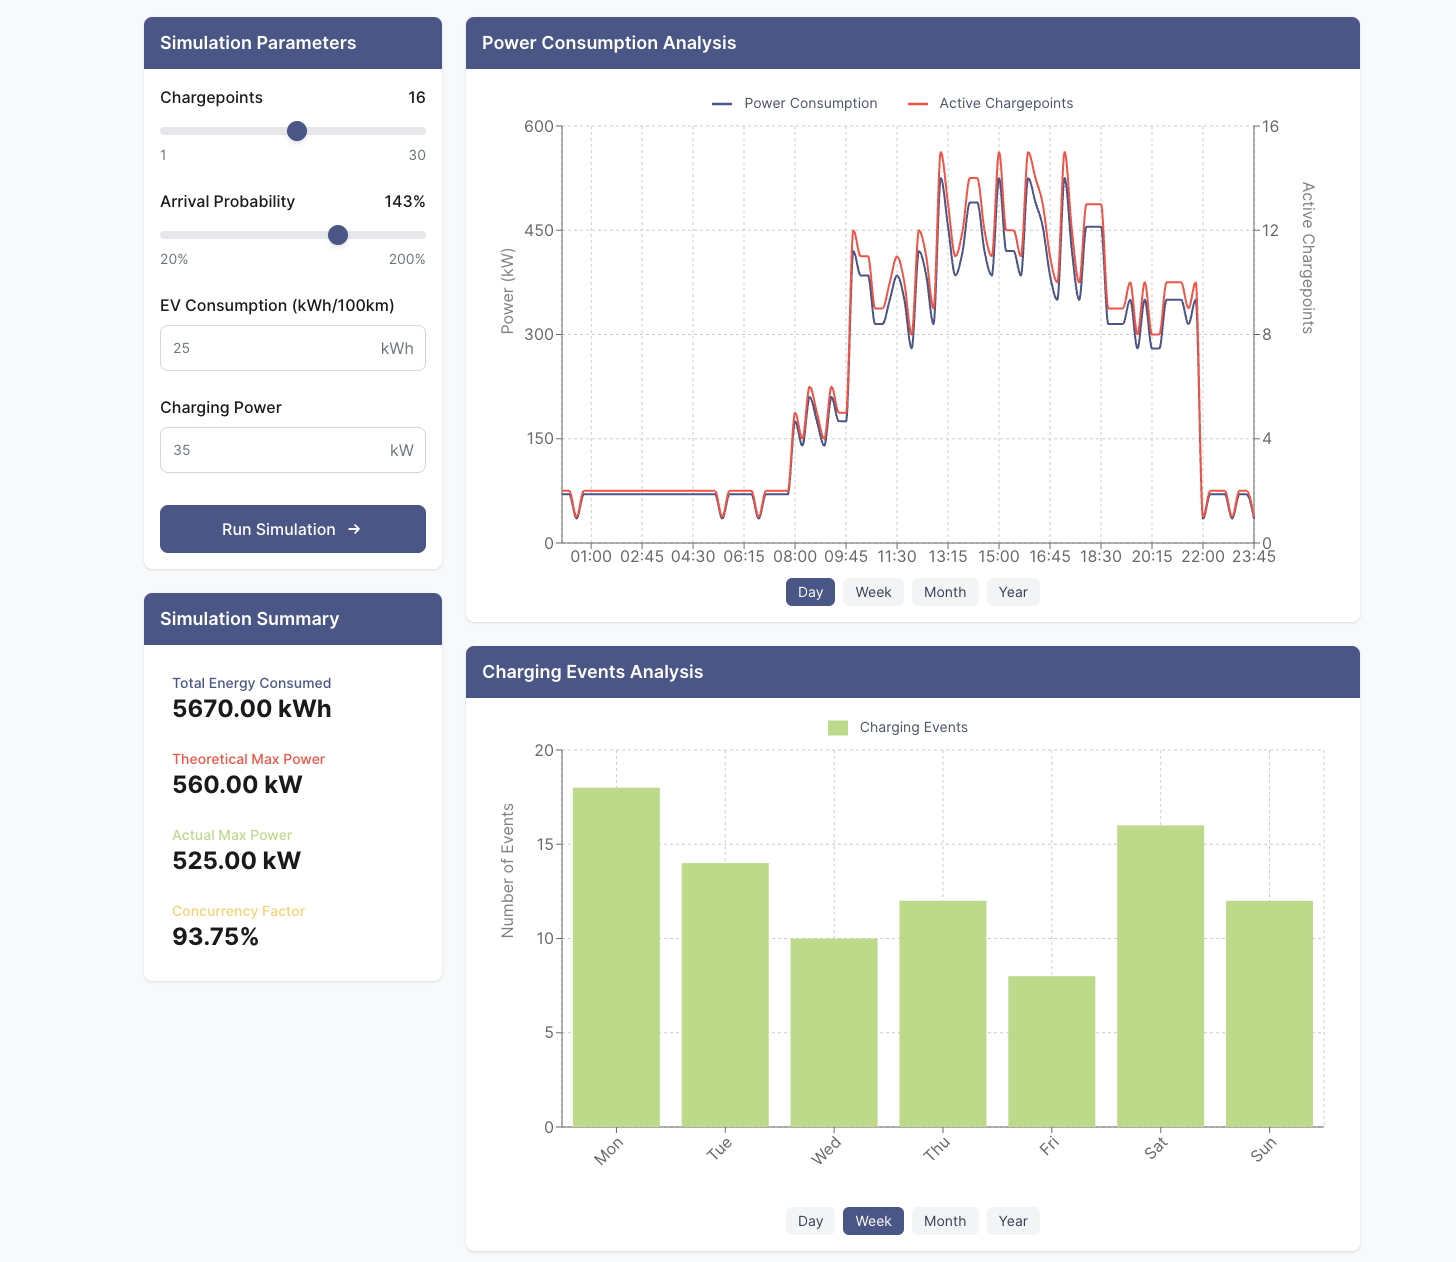 Simulation Parameters
Chargepoints 16
1 30
Arrival Probability 143%
20% 200%
EV Consumption (kWh/100km)
25 kWh
Charging Power
35 kW
Run Simulation →
Simulation Summary
Total Energy Consumed
5670.00 kWh
Theoretical Max Power
560.00 kW
Actual Max Power
525.00 kW
Concurrency Factor
93.75%
Power Consumption Analysis
Power Consumption Active Chargepoints
Power (kW)
600
450
300
150
0
16
12
8
4
0
Active Chargepoints
01:00 02:45 04:30 06:15 08:00 09:45 11:30 13:15 15:00 16:45 18:30 20:15 22:00 23:45
Day Week Month Year
Charging Events Analysis
Charging Events
Number of Events
20
15
10
5
0
Mon Tue Wed Thu Fri Sat Sun
Day Week Month Year